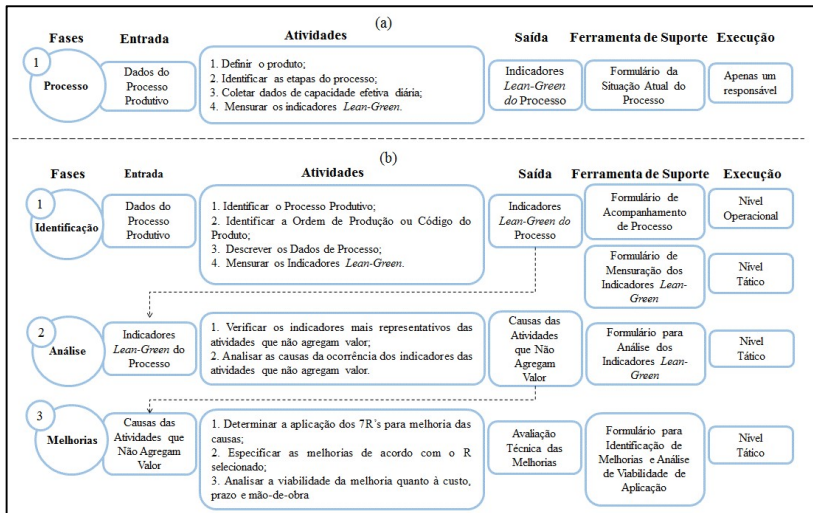 (a)
Fases Entrada Atividades Saída Ferramenta de Suporte Execução
1
Processo
Dados do
Processo
Produtivo
1. Definir o produto;
2. Identificar as etapas do processo;
3. Coletar dados de capacidade efetiva diária;
4. Mensurar os indicadores Lean-Green.
Indicadores
Lean-Green
do Processo
Formulário da
Situação Atual do
Processo
Apenas um
responsável
(b)
Fases Entrada Atividades Saída Ferramenta de Suporte Execução
1
Identificação
Dados do
Processo
Produtivo
1. Identificar o Processo Produtivo;
2. Identificar a Ordem de Produção ou Código do
Produto;
3. Descrever os Dados de Processo;
4. Mensurar os Indicadores Lean-Green.
Indicadores
Lean-Green do
Processo
Formulário de
Acompanhamento
de Processo
Nível
Operacional
Formulário de
Mensuração dos
Indicadores Lean-
Green
Nível
Tático
2
Análise
Indicadores
Lean-Green do
Processo
1. Verificar os indicadores mais representativos das
atividades que não agregam valor;
2. Analisar as causas da ocorrência dos indicadores das
atividades que não agregam valor.
Causas das
Atividades
que Não
Agregam
Valor
Formulário para
Análise dos
Indicadores Lean-
Green
Nível
Tático
3
Melhorias
Causas das
Atividades que
Não Agregam
Valor
1. Determinar a aplicação dos 7R's para melhoria das
causas;
2. Especificar as melhorias de acordo com o R
selecionado;
3. Analisar a viabilidade da melhoria quanto à custo,
prazo e mão-de-obra
Avaliação
Técnica das
Melhorias
Formulário para
Identificação de
Melhorias e Análise
de Viabilidade de
Aplicação
Nível
Tático